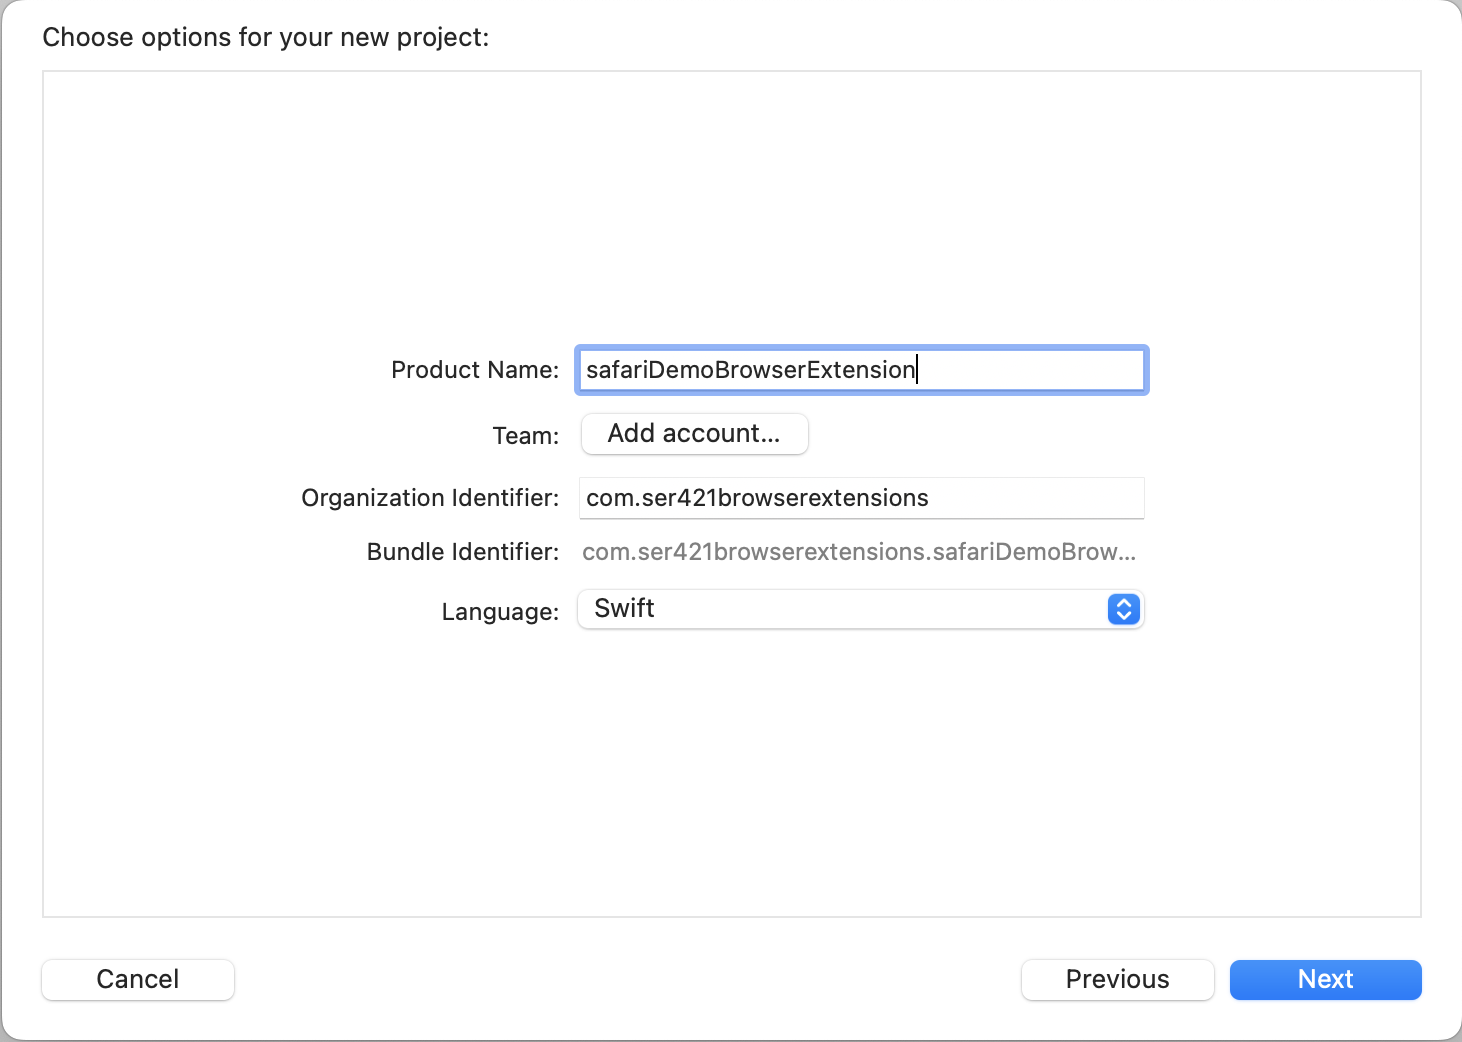 Choose options for your new project:
Product Name: safariDemoBrowserExtension
Team: Add account...
Organization Identifier: com.ser421browserextensions
Bundle Identifier: com.ser421browserextensions.safariDemoBrow...
Language: Swift
Cancel Previous Next